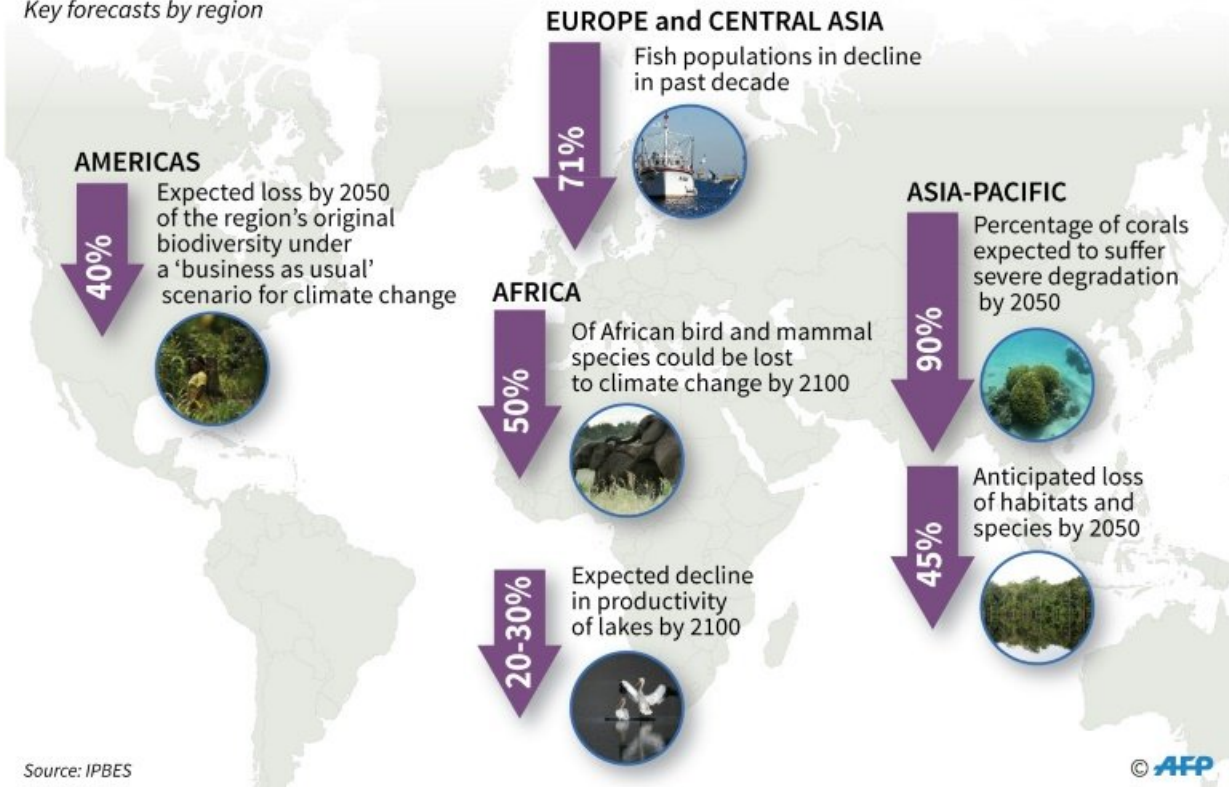 Key forecasts by region
EUROPE and CENTRAL ASIA
71%
Fish populations in decline
in past decade
AMERICAS
40%
Expected loss by 2050
of the region's original
biodiversity under
a 'business as usual'
scenario for climate change
AFRICA
50%
Of African bird and mammal
species could be lost
to climate change by 2100
20-30%
Expected decline
in productivity
of lakes by 2100
ASIA-PACIFIC
90%
Percentage of corals
expected to suffer
severe degradation
by 2050
45%
Anticipated loss
of habitats and
species by 2050
Source: IPBES
© AFP